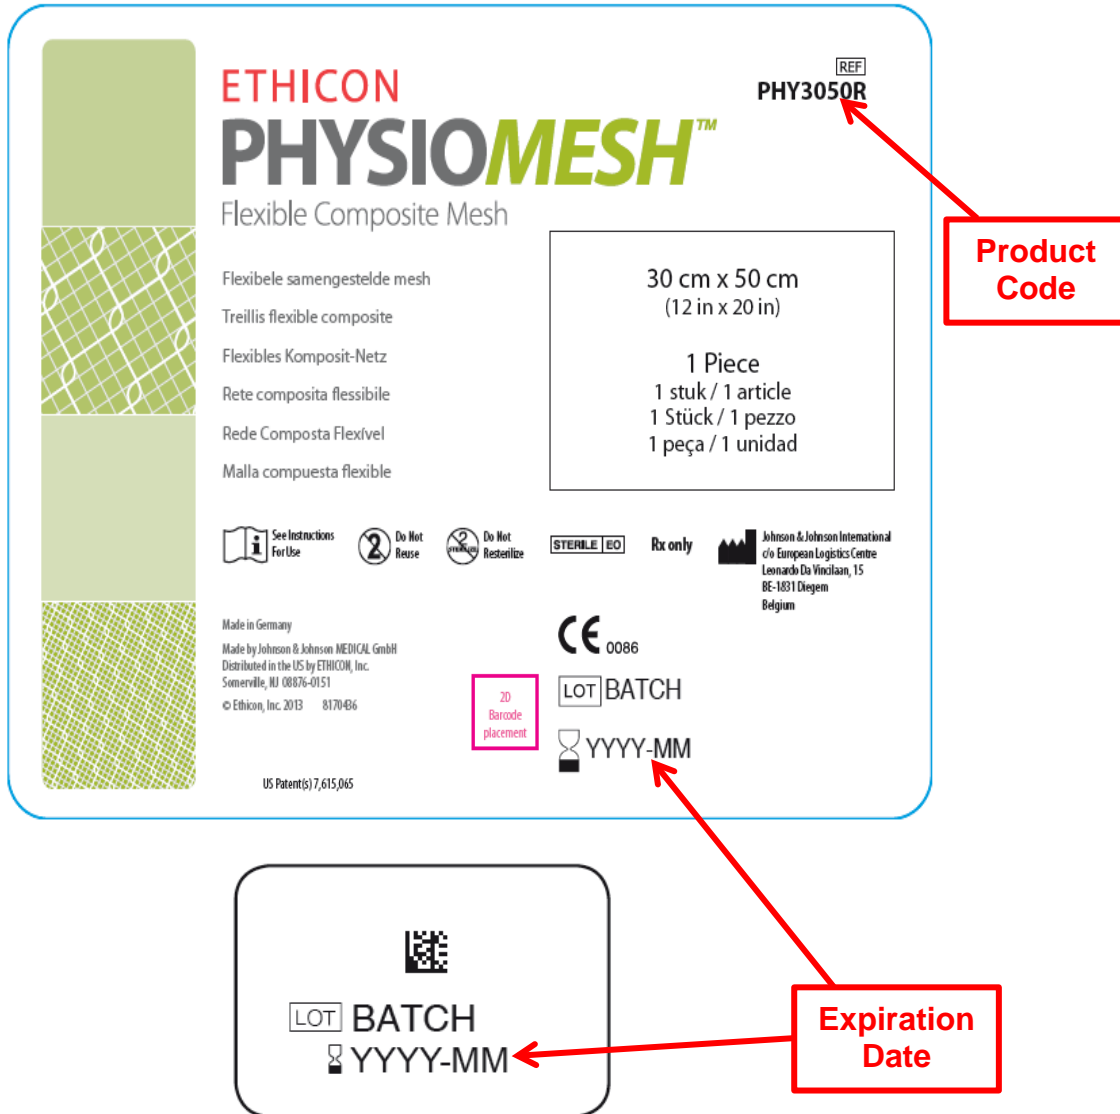 ETHICON
REF
PHY3050R
PHYSIOMESH™
Flexible Composite Mesh
Product
Code
Flexibele samengestelde mesh
Treillis flexible composite
Flexibles Komposit-Netz
Rete composita flessibile
Rede Composta Flexível
Malla compuesta flexible
30 cm x 50 cm
(12 in x 20 in)
1 Piece
1 stuk / 1 article
1 Stück / 1 pezzo
1 peça / 1 unidad
i
See Instructions
For Use
2
Do Not
Reuse
2
STERILIZE
Do Not
Resterilize
STERILE EO
Rx only
Johnson & Johnson International
c/o European Logistics Centre
Leonardo Da Vincilaan, 15
BE-1831 Diegem
Belgium
Made in Germany
Made by Johnson & Johnson MEDICAL GmbH
Distributed in the US by ETHICON, Inc.
Somerville, NJ 08876-0151
© Ethicon, Inc. 2013 8170436
2D
Barcode
placement
CE 0086
LOT BATCH
YYYY-MM
US Patent(s) 7,615,065
LOT BATCH
YYYY-MM
Expiration
Date